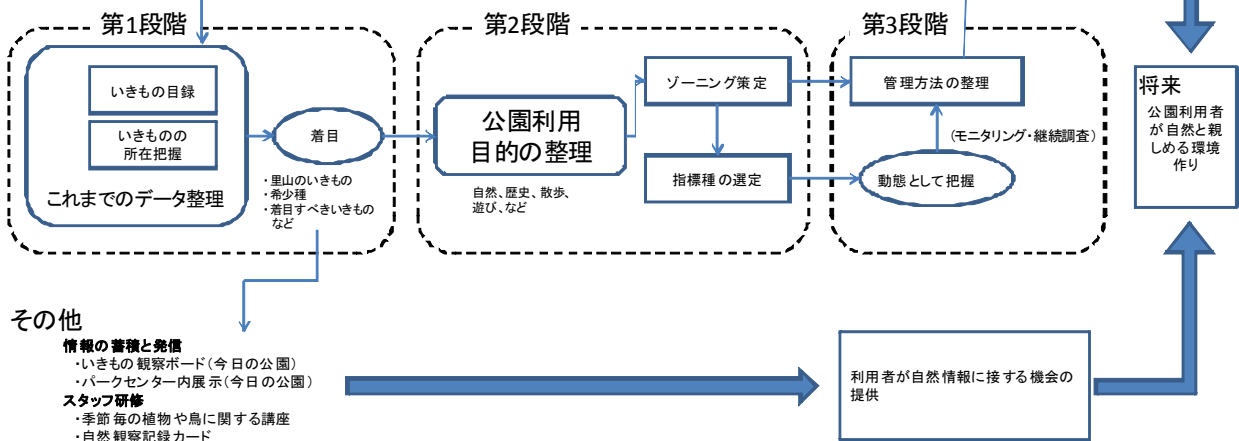 第1段階
いきもの目録
いきものの
所在把握
これまでのデータ整理
着目
・里山のいきもの
・希少種
・着目すべきいきもの
など
第2段階
公園利用
目的の整理
自然、歴史、散歩、
遊び、など
ゾーニング策定
指標種の選定
第3段階
管理方法の整理
(モニタリング・継続調査)
動態として把握
将来
公園利用者
が自然と親
しめる環境
作り
その他
情報の蓄積と発信
・いきもの観察ボード(今日の公園)
・パークセンター内展示(今日の公園)
スタッフ研修
・季節毎の植物や鳥に関する講座
・自然観察記録カード
利用者が自然情報に接する機会の
提供